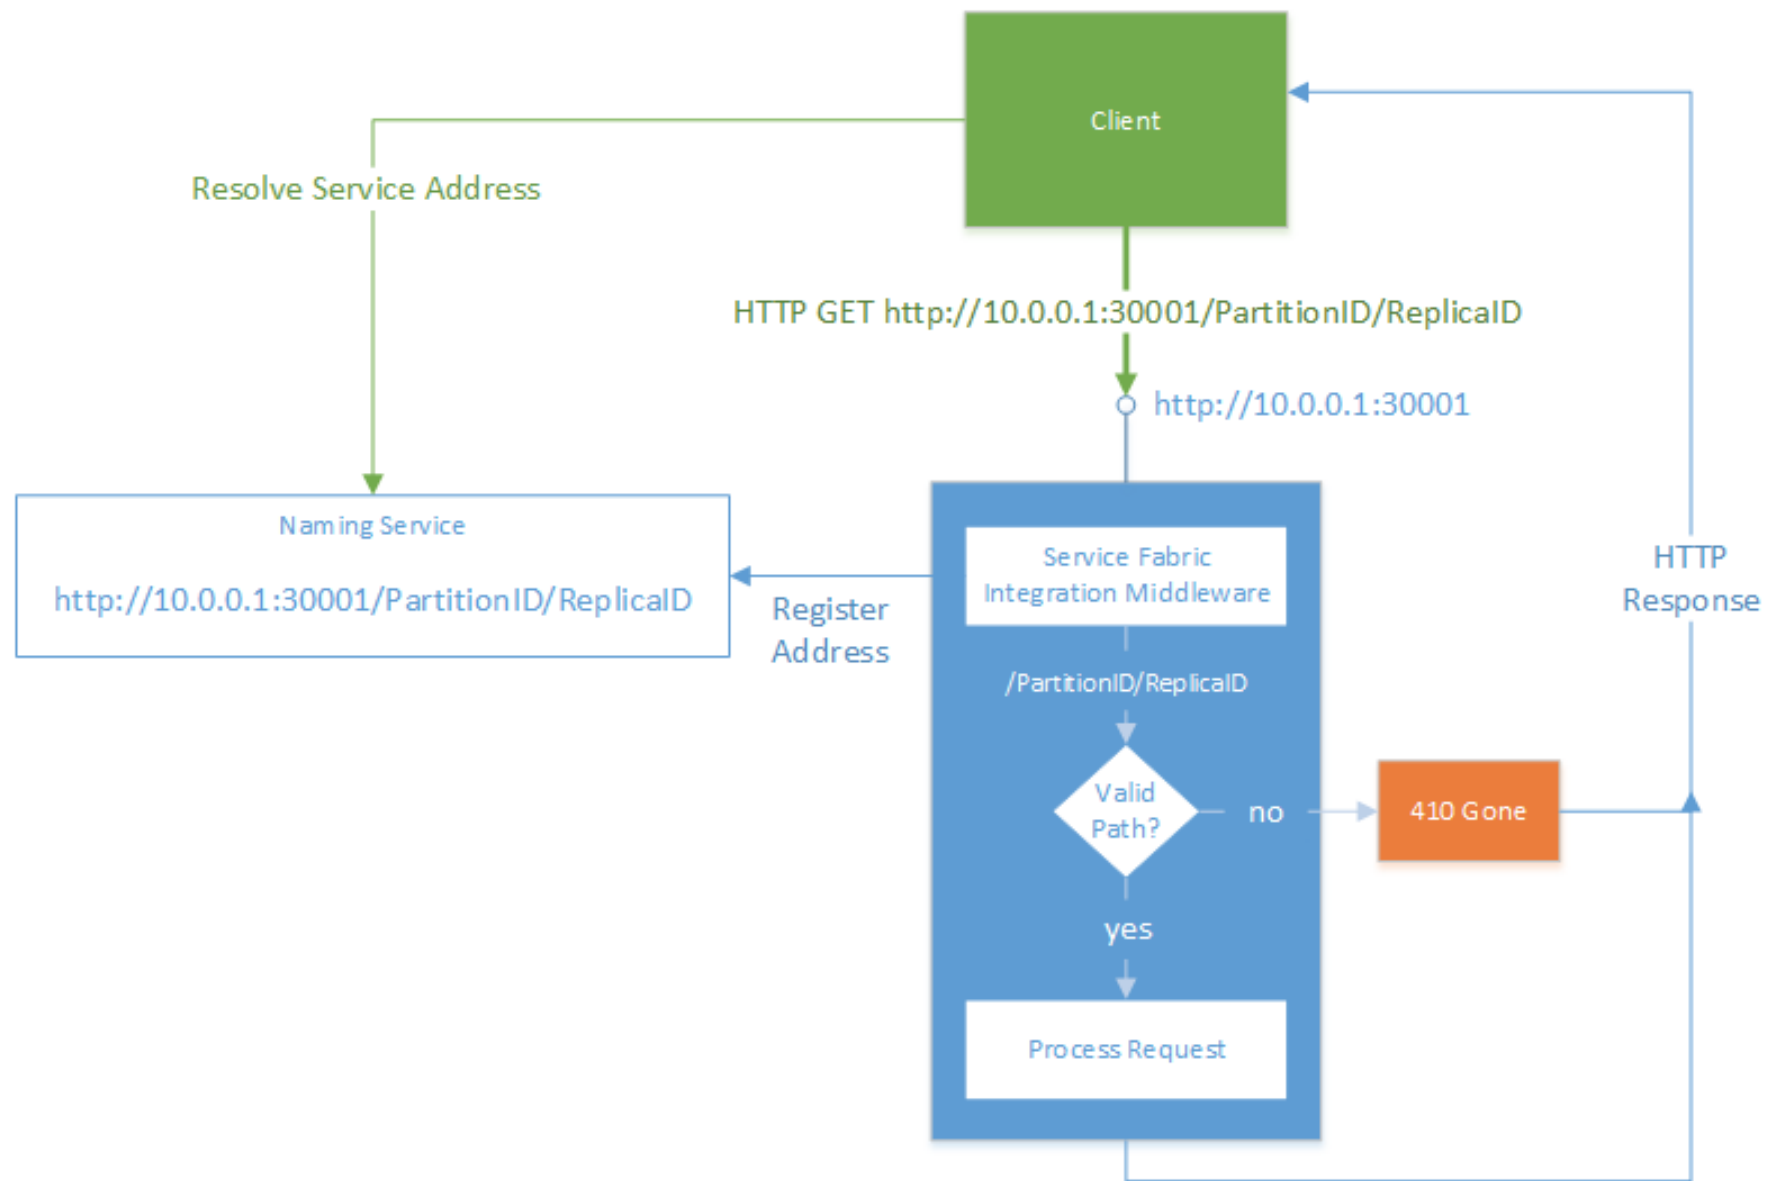 Client
Resolve Service Address
HTTP GET http://10.0.0.1:30001/PartitionID/ReplicaID
http://10.0.0.1:30001
Naming Service
http://10.0.0.1:30001/PartitionID/ReplicaID
Register
Address
Service Fabric
Integration Middleware
/PartitionID/ReplicaID
Valid
Path?
no
410 Gone
HTTP
Response
yes
Process Request